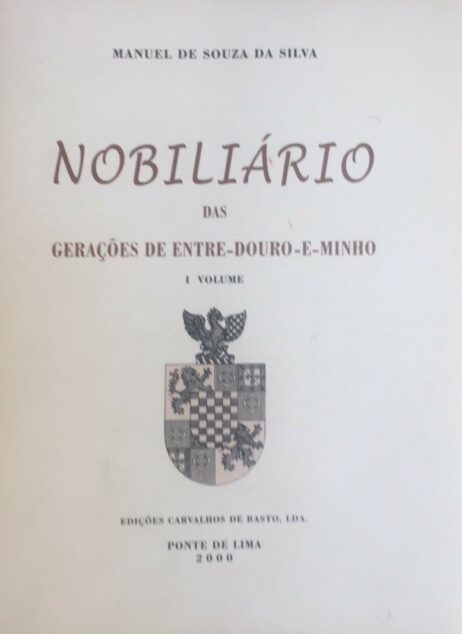 MANUEL DE SOUZA DA SILVA
NOBILIÁRIO
DAS
GERAÇÕES DE ENTRE-DOURO-E-MINHO
I VOLUME
EDIÇÕES CARVALHOS DE BASTO, LDA.
PONTE DE LIMA
2000